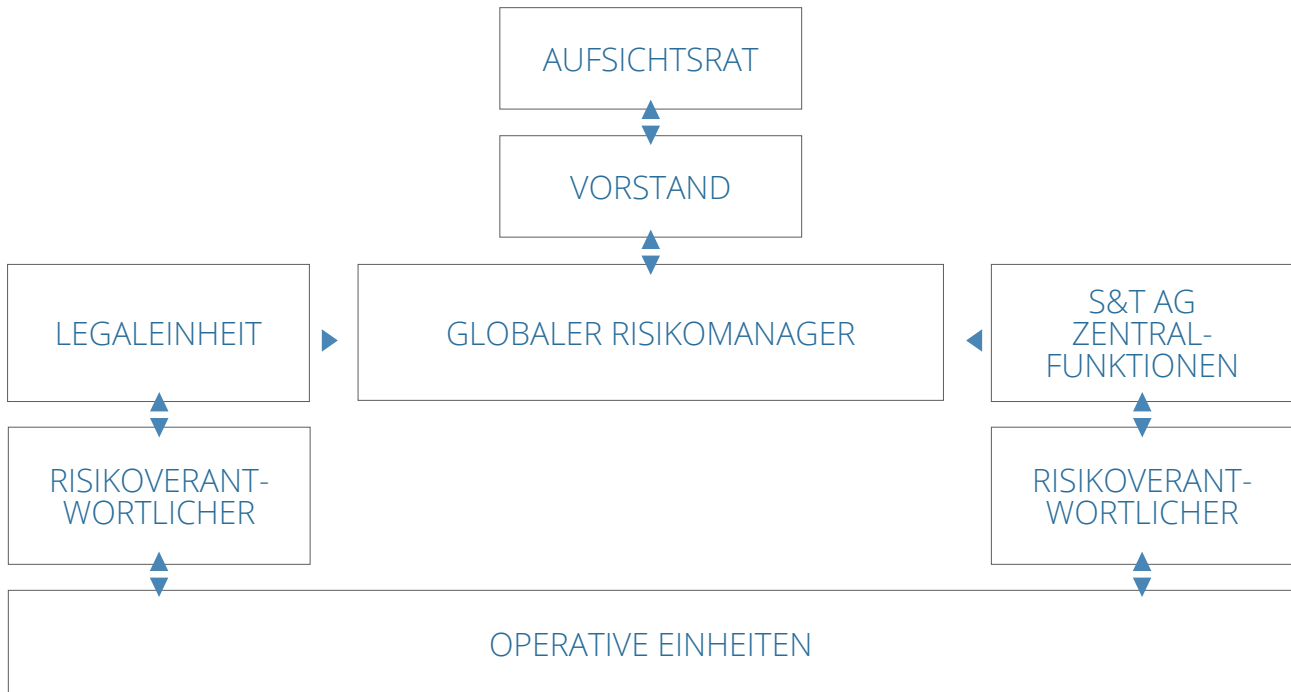 AUFSICHTSRAT
VORSTAND
LEGALEINHEIT
GLOBALER RISIKOMANAGER
S&T AG
ZENTRAL-
FUNKTIONEN
RISIKOVERANT-
WORTLICHER
RISIKOVERANT-
WORTLICHER
OPERATIVE EINHEITEN